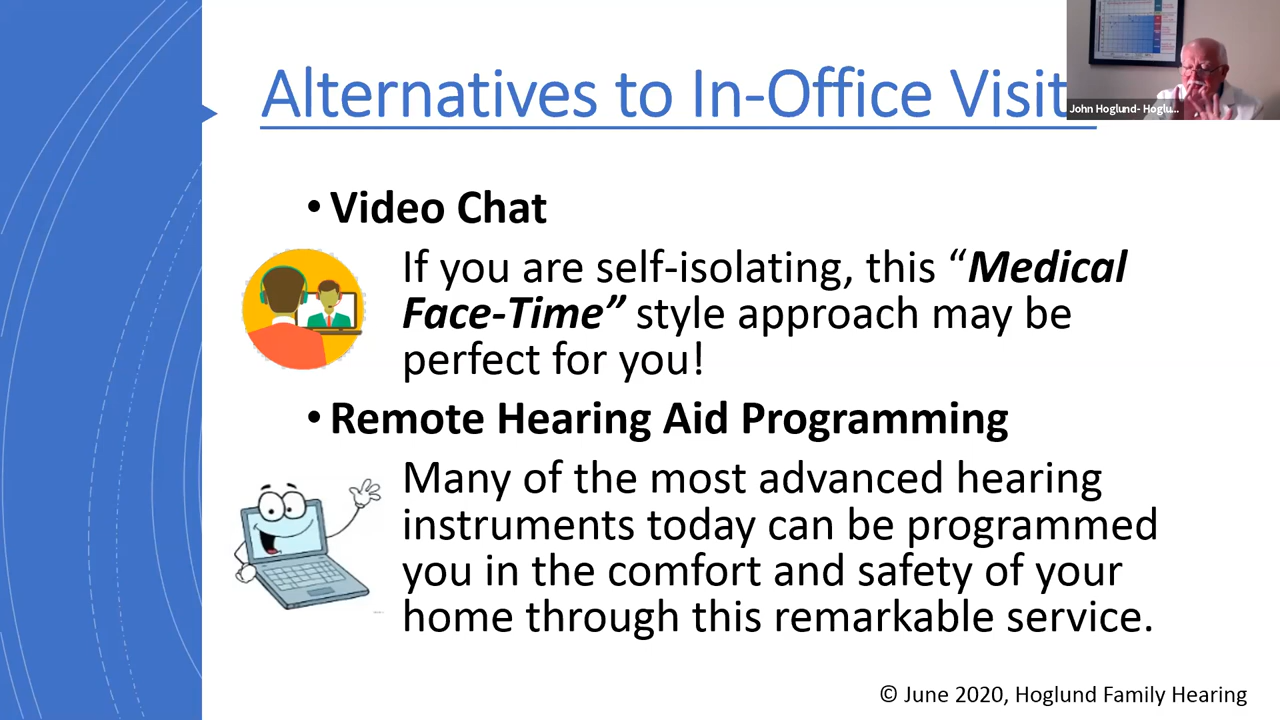 Alternatives to In-Office Visit
John Hoglund- Hoglu...
• Video Chat
If you are self-isolating, this “Medical
Face-Time” style approach may be
perfect for you!
• Remote Hearing Aid Programming
Many of the most advanced hearing
instruments today can be programmed
you in the comfort and safety of your
home through this remarkable service.
© June 2020, Hoglund Family Hearing